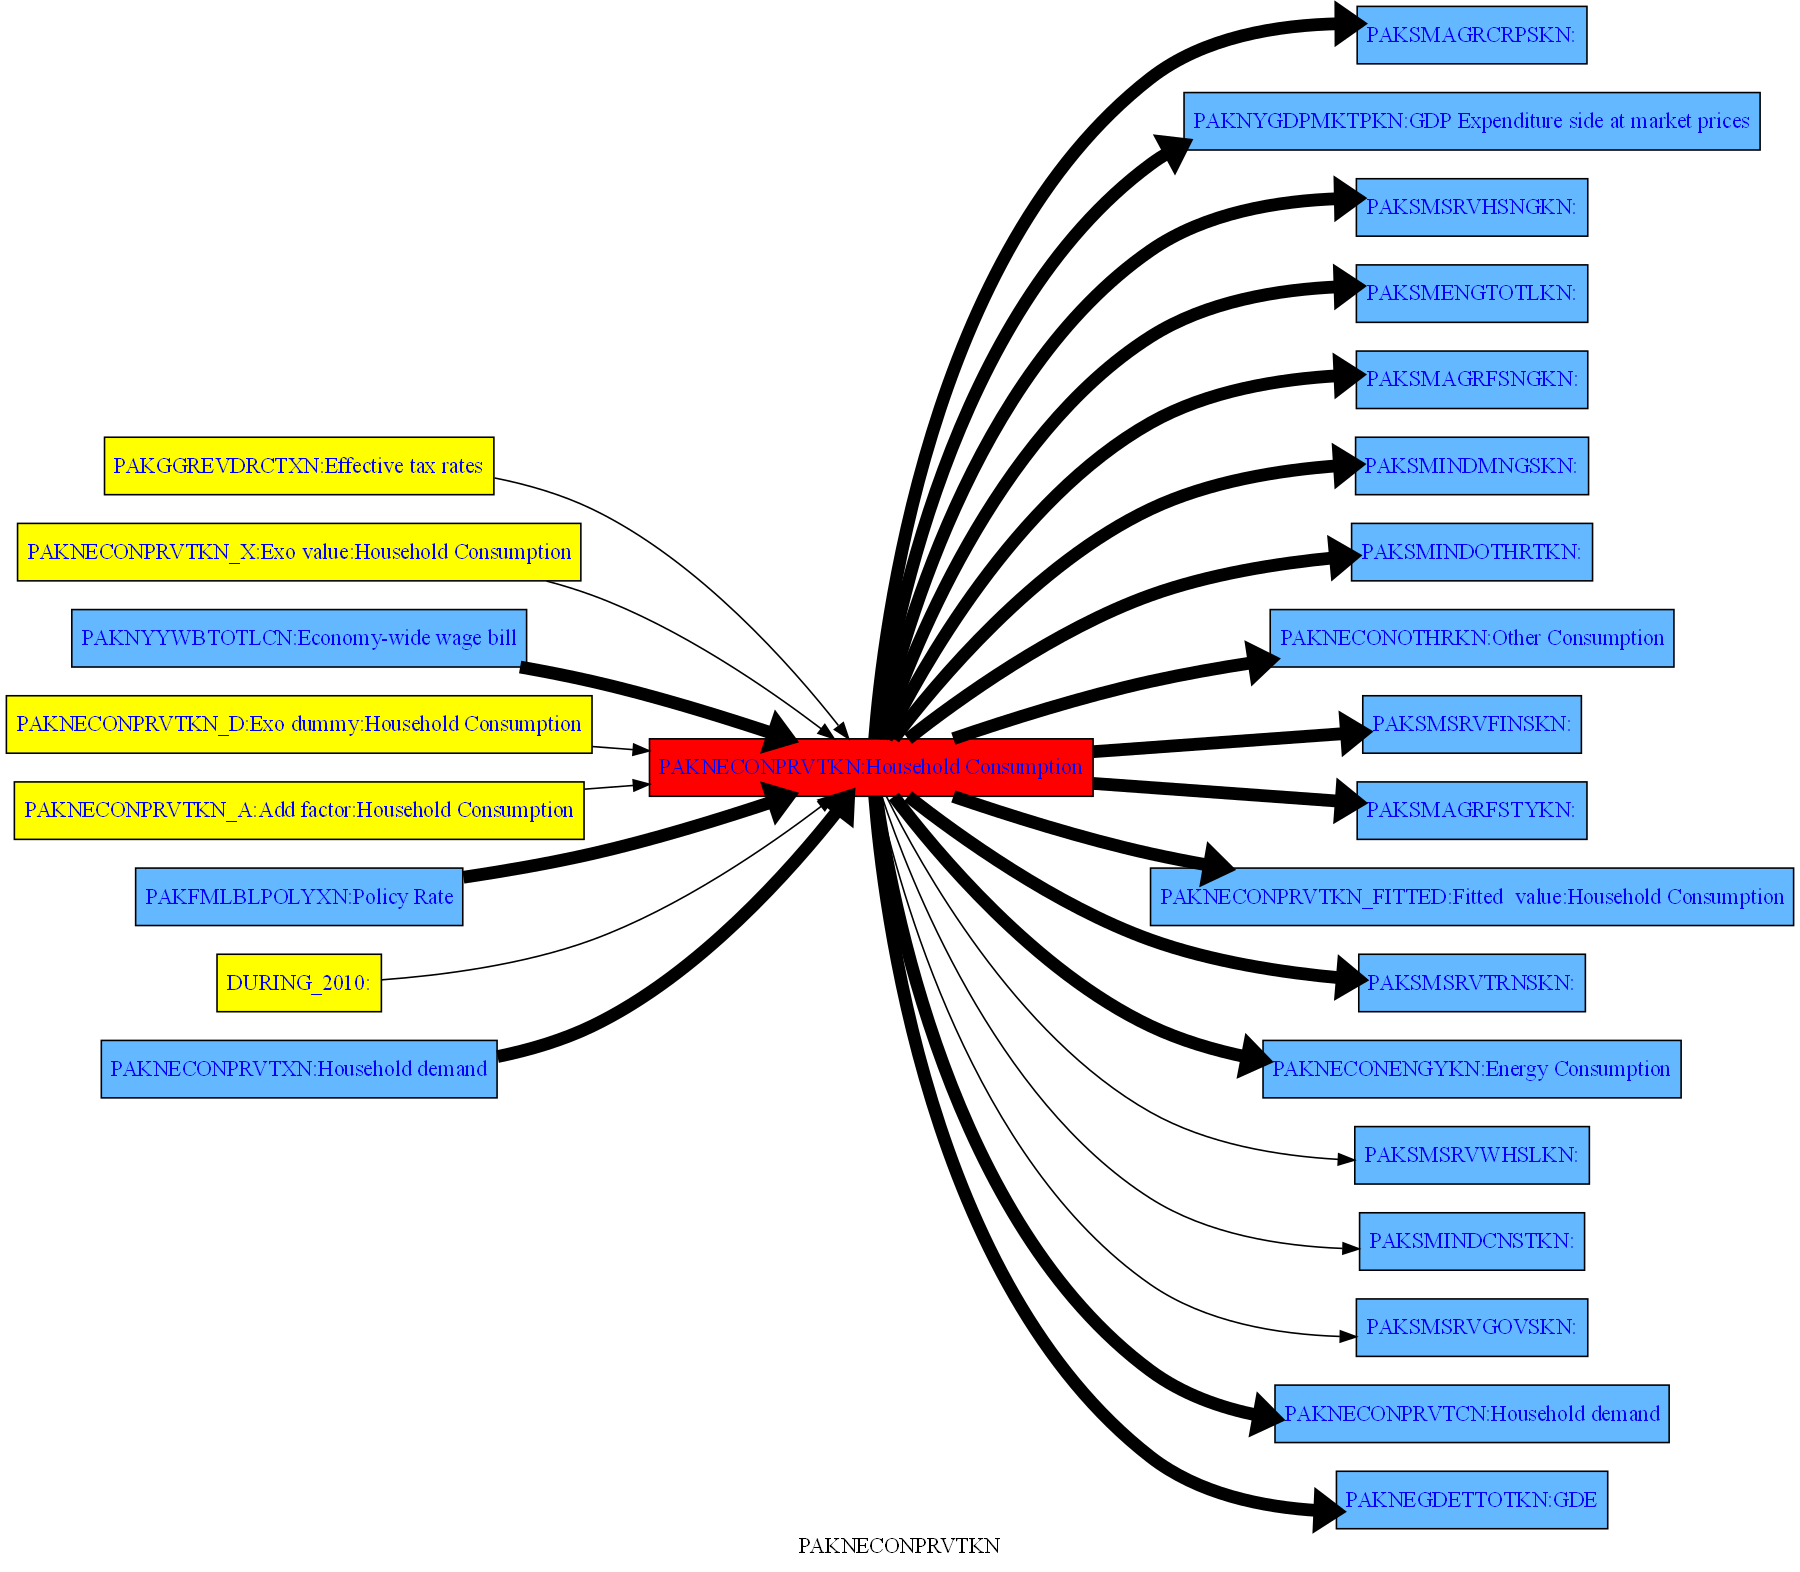 PAKSMAGRCRPSKN:
PAKNYGDPMKTPKN:GDP Expenditure side at market prices
PAKSMSRVHSNGKN:
PAKSMENGTOTLKN:
PAKSMAGRFSNGKN:
PAKGGREVDRCTXN:Effective tax rates
PAKSMINDMNGSKN:
PAKNECONPRVTKN_X:Exo value:Household Consumption
PAKSMINDOTHRTKN:
PAKNYYWBTOTLCN:Economy-wide wage bill
PAKNECONOTHRKN:Other Consumption
PAKNECONPRVTKN_D:Exo dummy:Household Consumption
PAKSMSRVFINSKN:
PAKNECONPRVTKN:Household Consumption
PAKNECONPRVTKN_A:Add factor:Household Consumption
PAKSMAGRFSTYKN:
PAKFMLBLPOLYXN:Policy Rate
PAKNECONPRVTKN_FITTED:Fitted  value:Household Consumption
DURING_2010:
PAKSMSRVTRNSKN:
PAKNECONPRVTXN:Household demand
PAKNECONENGYKN:Energy Consumption
PAKSMSRVWHSLKN:
PAKSMINDCNSTKN:
PAKSMSRVGOVSKN:
PAKNECONPRVTCN:Household demand
PAKNEGDETTOTKN:GDE
PAKNECONPRVTKN